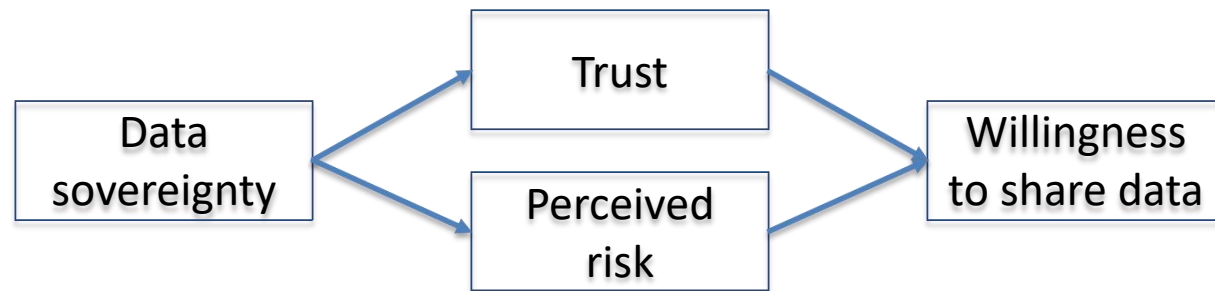 Data
sovereignty
Trust
Perceived
risk
Willingness
to share data